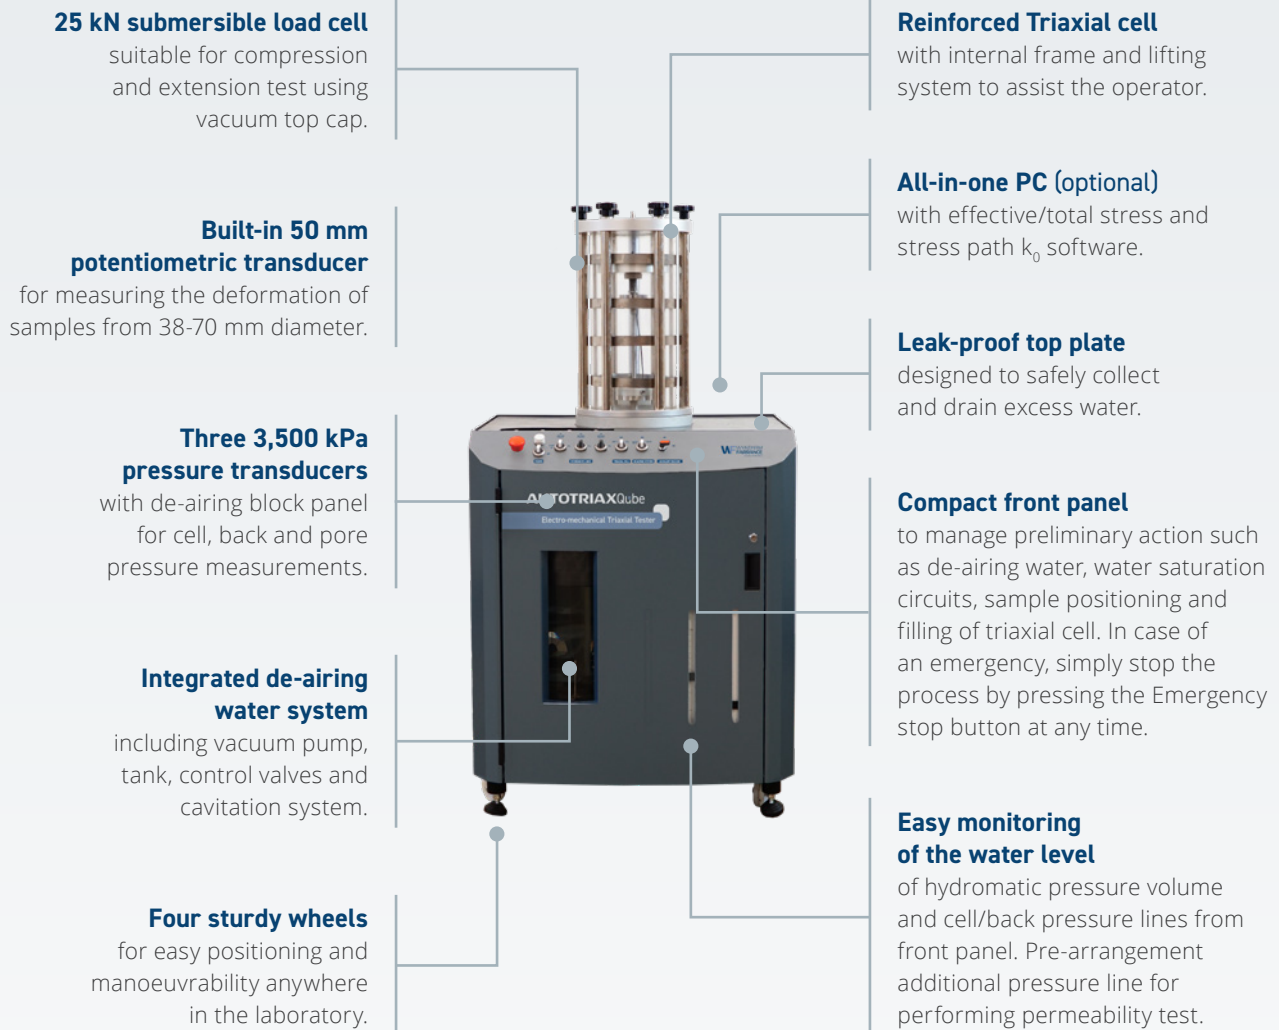 25 kN submersible load cell
suitable for compression
and extension test using
vacuum top cap.
Built-in 50 mm
potentiometric transducer
for measuring the deformation of
samples from 38-70 mm diameter.
Three 3,500 kPa
pressure transducers
with de-airing block panel
for cell, back and pore
pressure measurements.
Integrated de-airing
water system
including vacuum pump,
tank, control valves and
cavitation system.
Four sturdy wheels
for easy positioning and
manoeuvrability anywhere
in the laboratory.
AUTOTRIAXQube
Electro-mechanical Triaxial Tester
Reinforced Triaxial cell
with internal frame and lifting
system to assist the operator.
All-in-one PC (optional)
with effective/total stress and
stress path k₀ software.
Leak-proof top plate
designed to safely collect
and drain excess water.
Compact front panel
to manage preliminary action such
as de-airing water, water saturation
circuits, sample positioning and
filling of triaxial cell. In case of
an emergency, simply stop the
process by pressing the Emergency
stop button at any time.
Easy monitoring
of the water level
of hydromatic pressure volume
and cell/back pressure lines from
front panel. Pre-arrangement
additional pressure line for
performing permeability test.